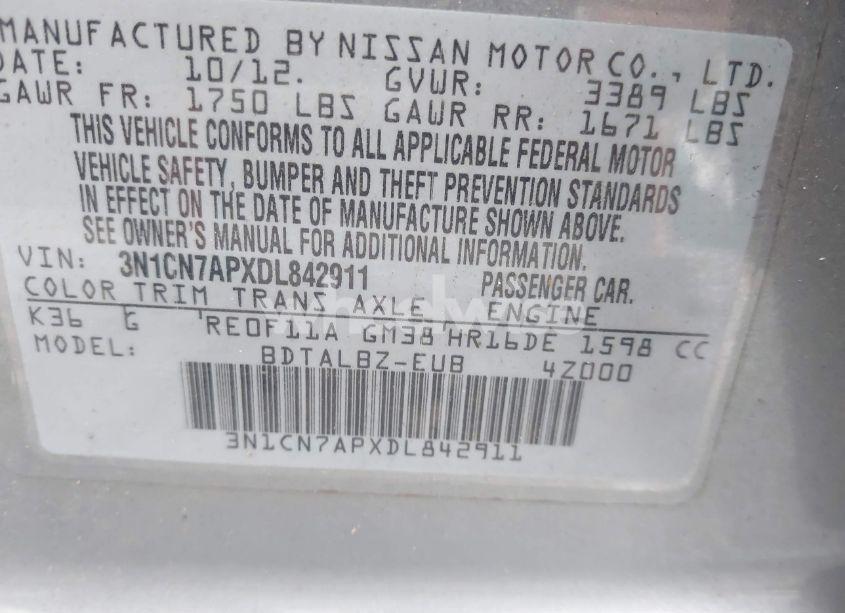 MANUFACTURED BY NISSAN MOTOR CO., LTD.
DATE: 10/12. GVWR: 3389 LBS
GAWR FR: 1750 LBS GAWR RR: 1671 LBS
THIS VEHICLE CONFORMS TO ALL APPLICABLE FEDERAL MOTOR
VEHICLE SAFETY, BUMPER AND THEFT PREVENTION STANDARDS
IN EFFECT ON THE DATE OF MANUFACTURE SHOWN ABOVE.
SEE OWNER'S MANUAL FOR ADDITIONAL INFORMATION.
VIN: 3N1CN7APXDL842911 PASSENGER CAR.
COLOR TRIM TRANS AXLE ENGINE
K36 G RE0F11A GM38 HR16DE 1598 CC
MODEL: BDTALBZ-EUB 4Z000
3N1CN7APXDL842911